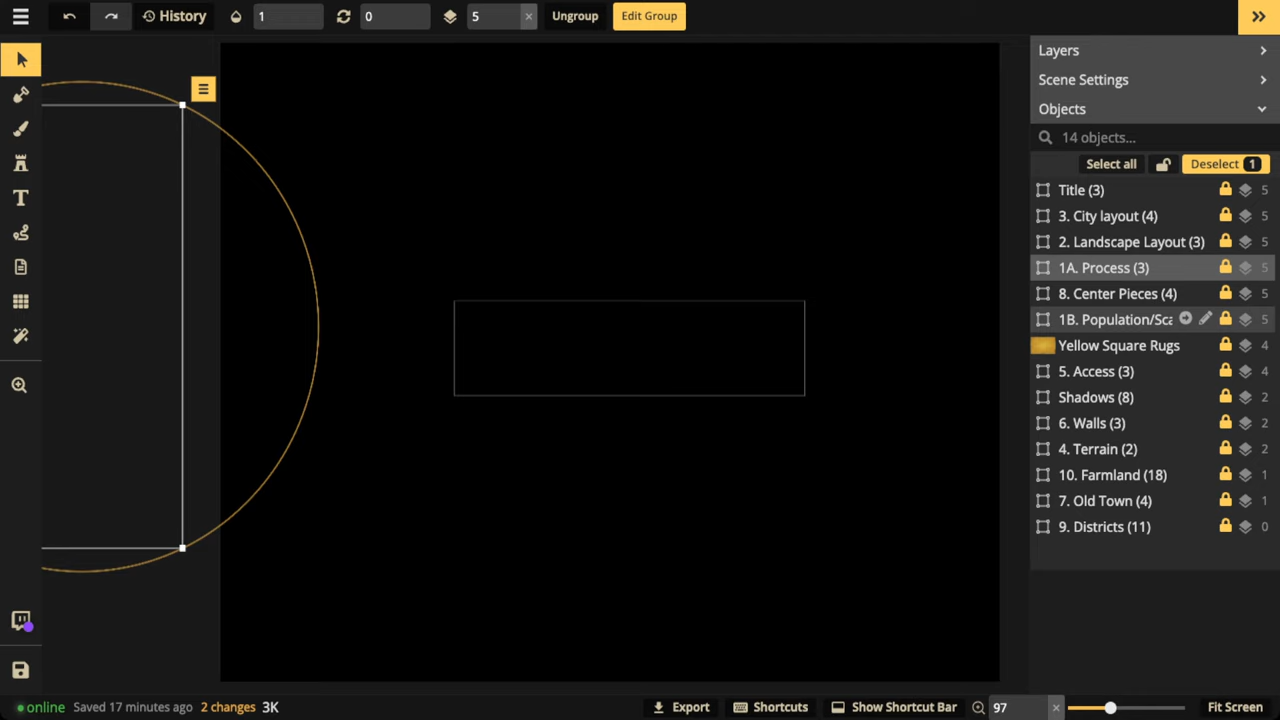 History 1 0 5 × Ungroup Edit Group
Layers
Scene Settings
Objects
14 objects...
Select all Deselect 1
Title (3) 5
3. City layout (4) 5
2. Landscape Layout (3) 5
1A. Process (3) 5
8. Center Pieces (4) 5
1B. Population/Sca 5
Yellow Square Rugs 4
5. Access (3) 4
Shadows (8) 2
6. Walls (3) 2
4. Terrain (2) 2
10. Farmland (18) 1
7. Old Town (4) 1
9. Districts (11) 0
online Saved 17 minutes ago 2 changes 3K Export Shortcuts Show Shortcut Bar 97 × Fit Screen